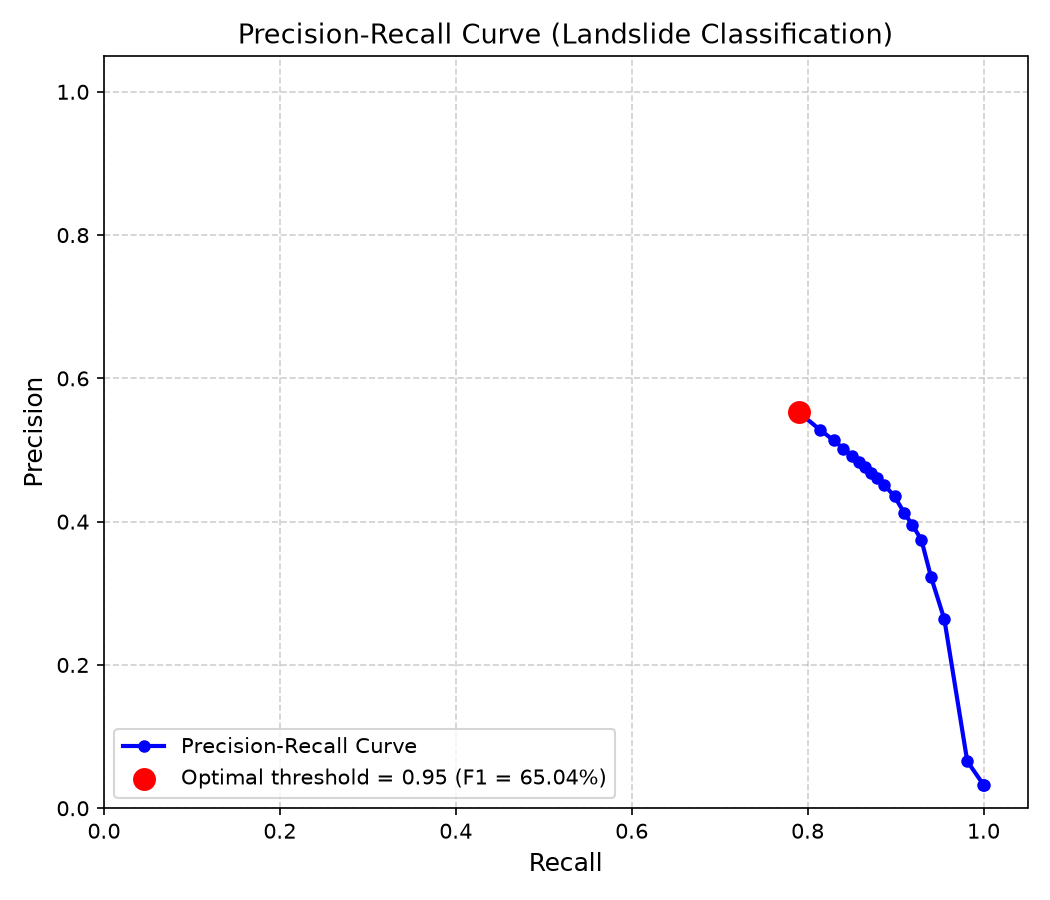 Precision-Recall Curve (Landslide Classification)
1.0
0.8
0.6
0.4
0.2
0.0
Precision
Precision-Recall Curve
Optimal threshold = 0.95 (F1 = 65.04%)
0.0 0.2 0.4 0.6 0.8 1.0
Recall